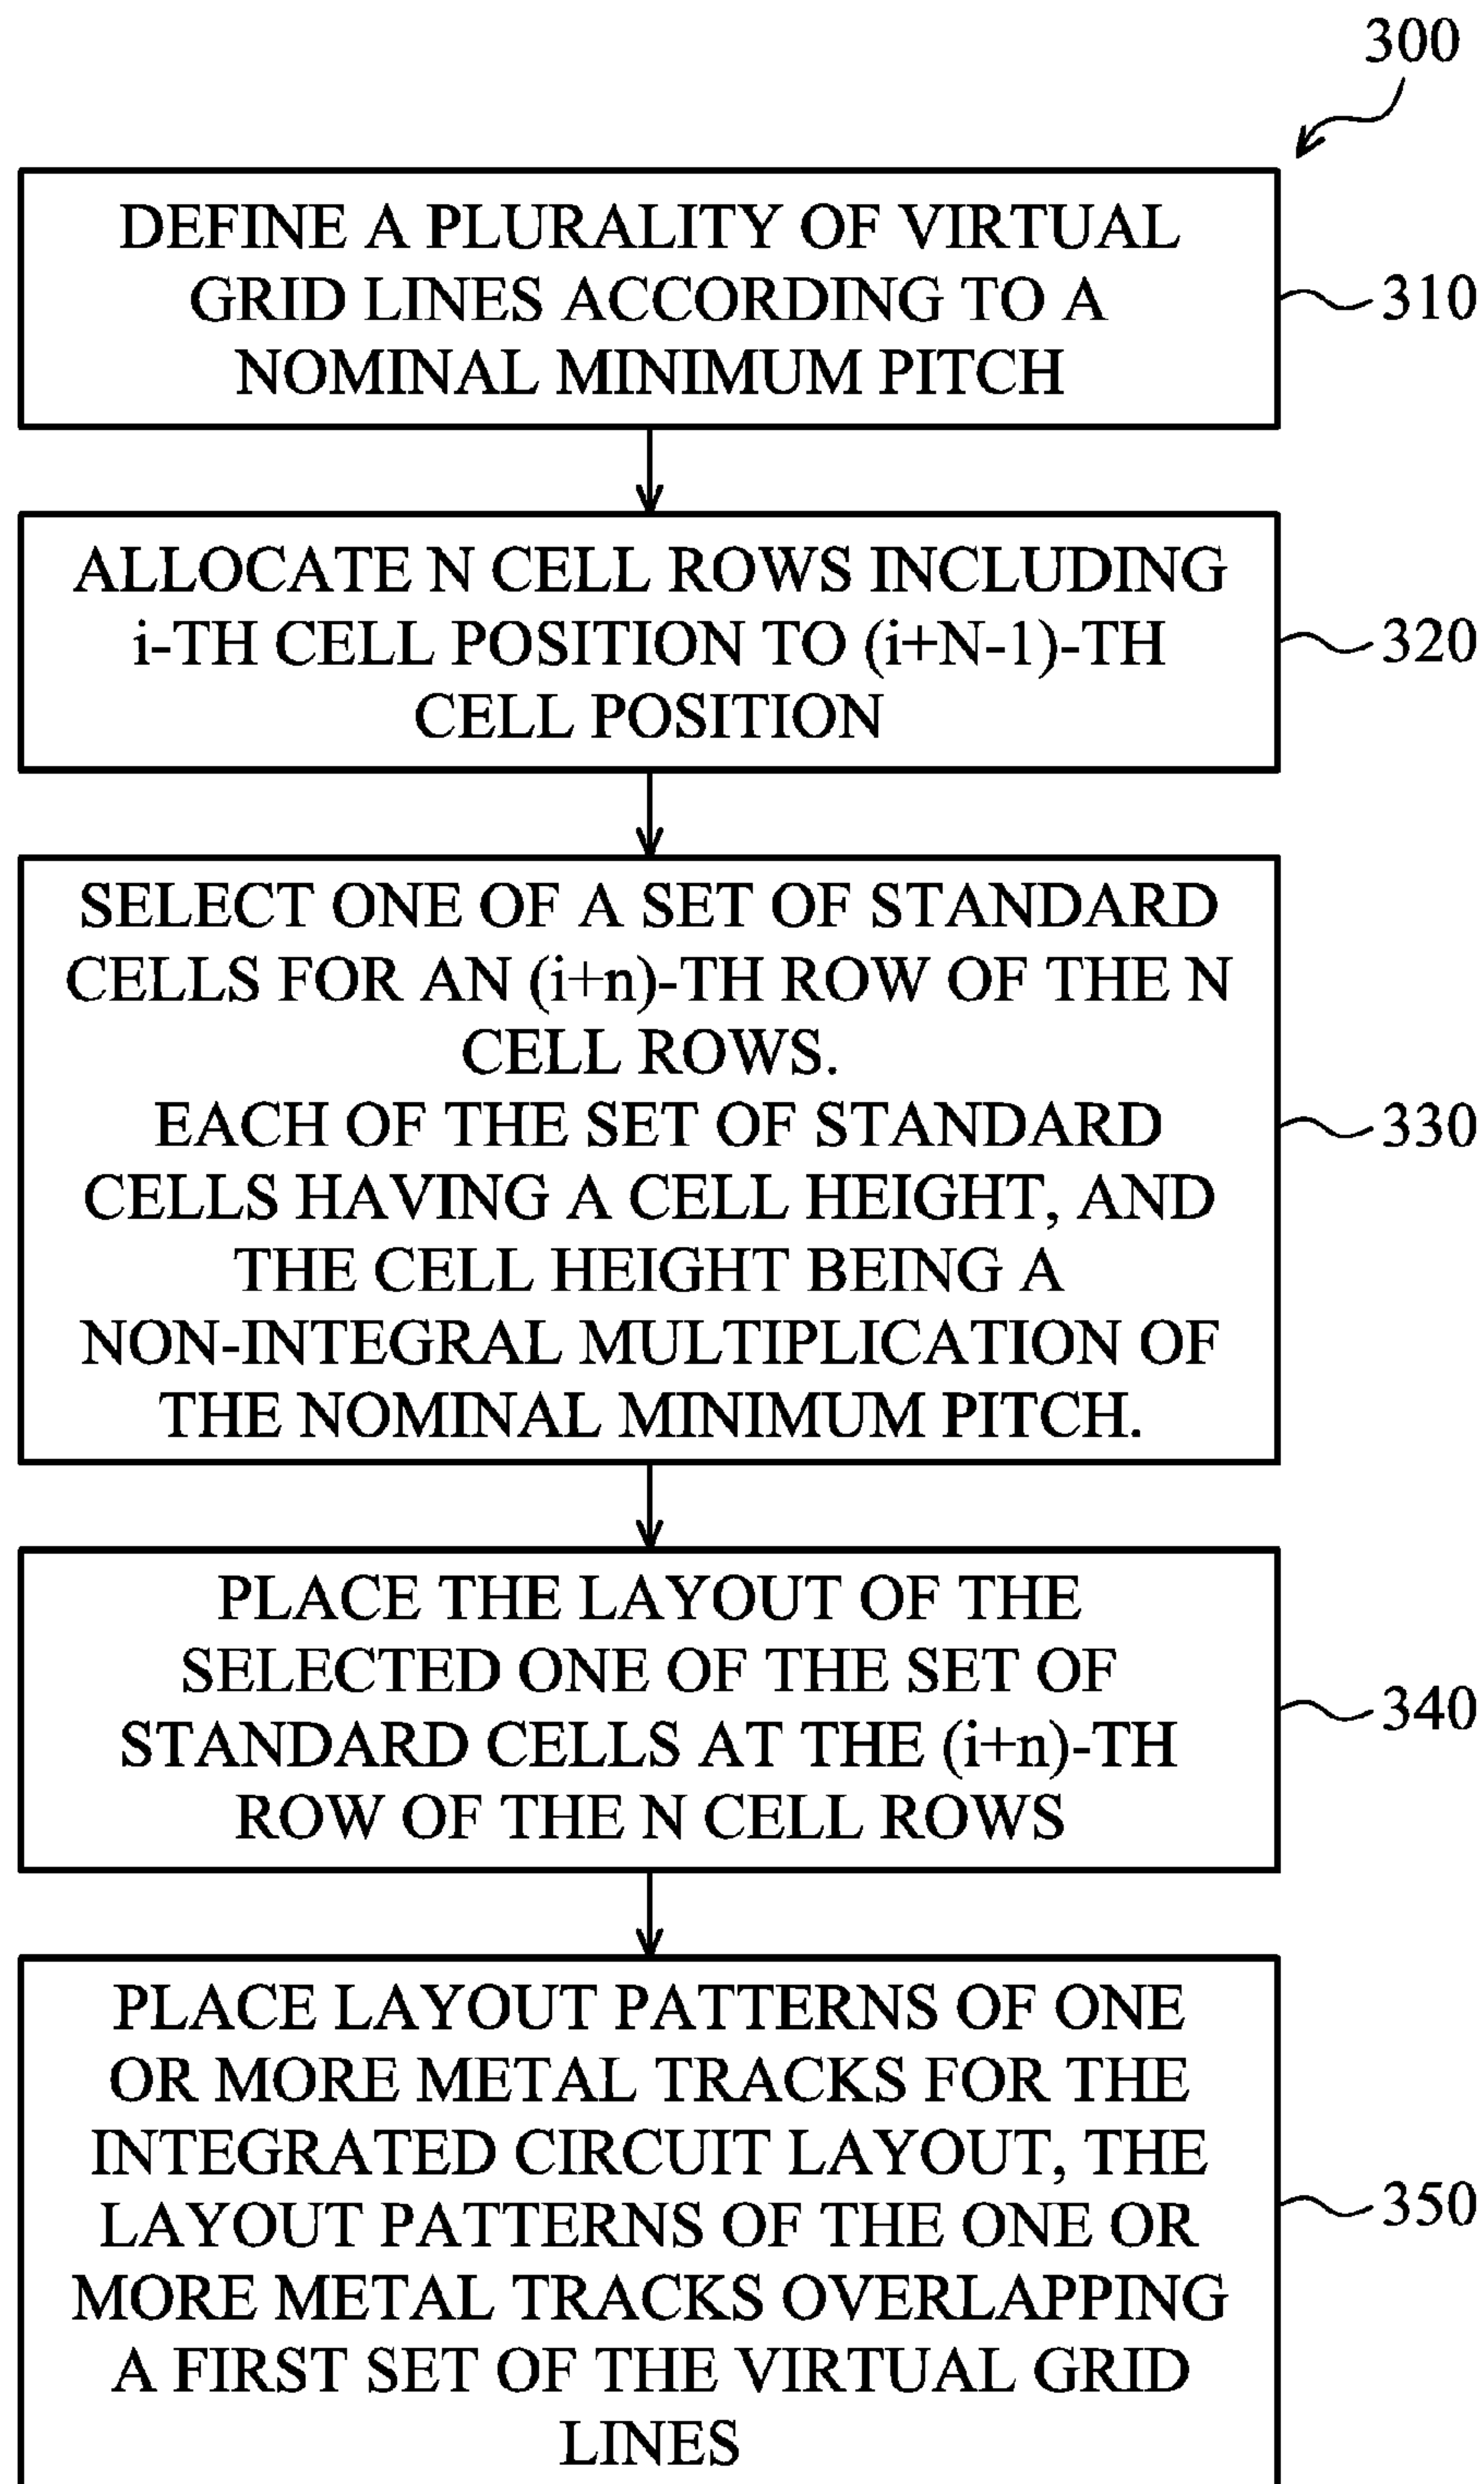 300
DEFINE A PLURALITY OF VIRTUAL
GRID LINES ACCORDING TO A
NOMINAL MINIMUM PITCH
310
ALLOCATE N CELL ROWS INCLUDING
i-TH CELL POSITION TO (i+N-1)-TH
CELL POSITION
320
SELECT ONE OF A SET OF STANDARD
CELLS FOR AN (i+n)-TH ROW OF THE N
CELL ROWS.
EACH OF THE SET OF STANDARD
CELLS HAVING A CELL HEIGHT, AND
THE CELL HEIGHT BEING A
NON-INTEGRAL MULTIPLICATION OF
THE NOMINAL MINIMUM PITCH.
330
PLACE THE LAYOUT OF THE
SELECTED ONE OF THE SET OF
STANDARD CELLS AT THE (i+n)-TH
ROW OF THE N CELL ROWS
340
PLACE LAYOUT PATTERNS OF ONE
OR MORE METAL TRACKS FOR THE
INTEGRATED CIRCUIT LAYOUT, THE
LAYOUT PATTERNS OF THE ONE OR
MORE METAL TRACKS OVERLAPPING
A FIRST SET OF THE VIRTUAL GRID
LINES
350